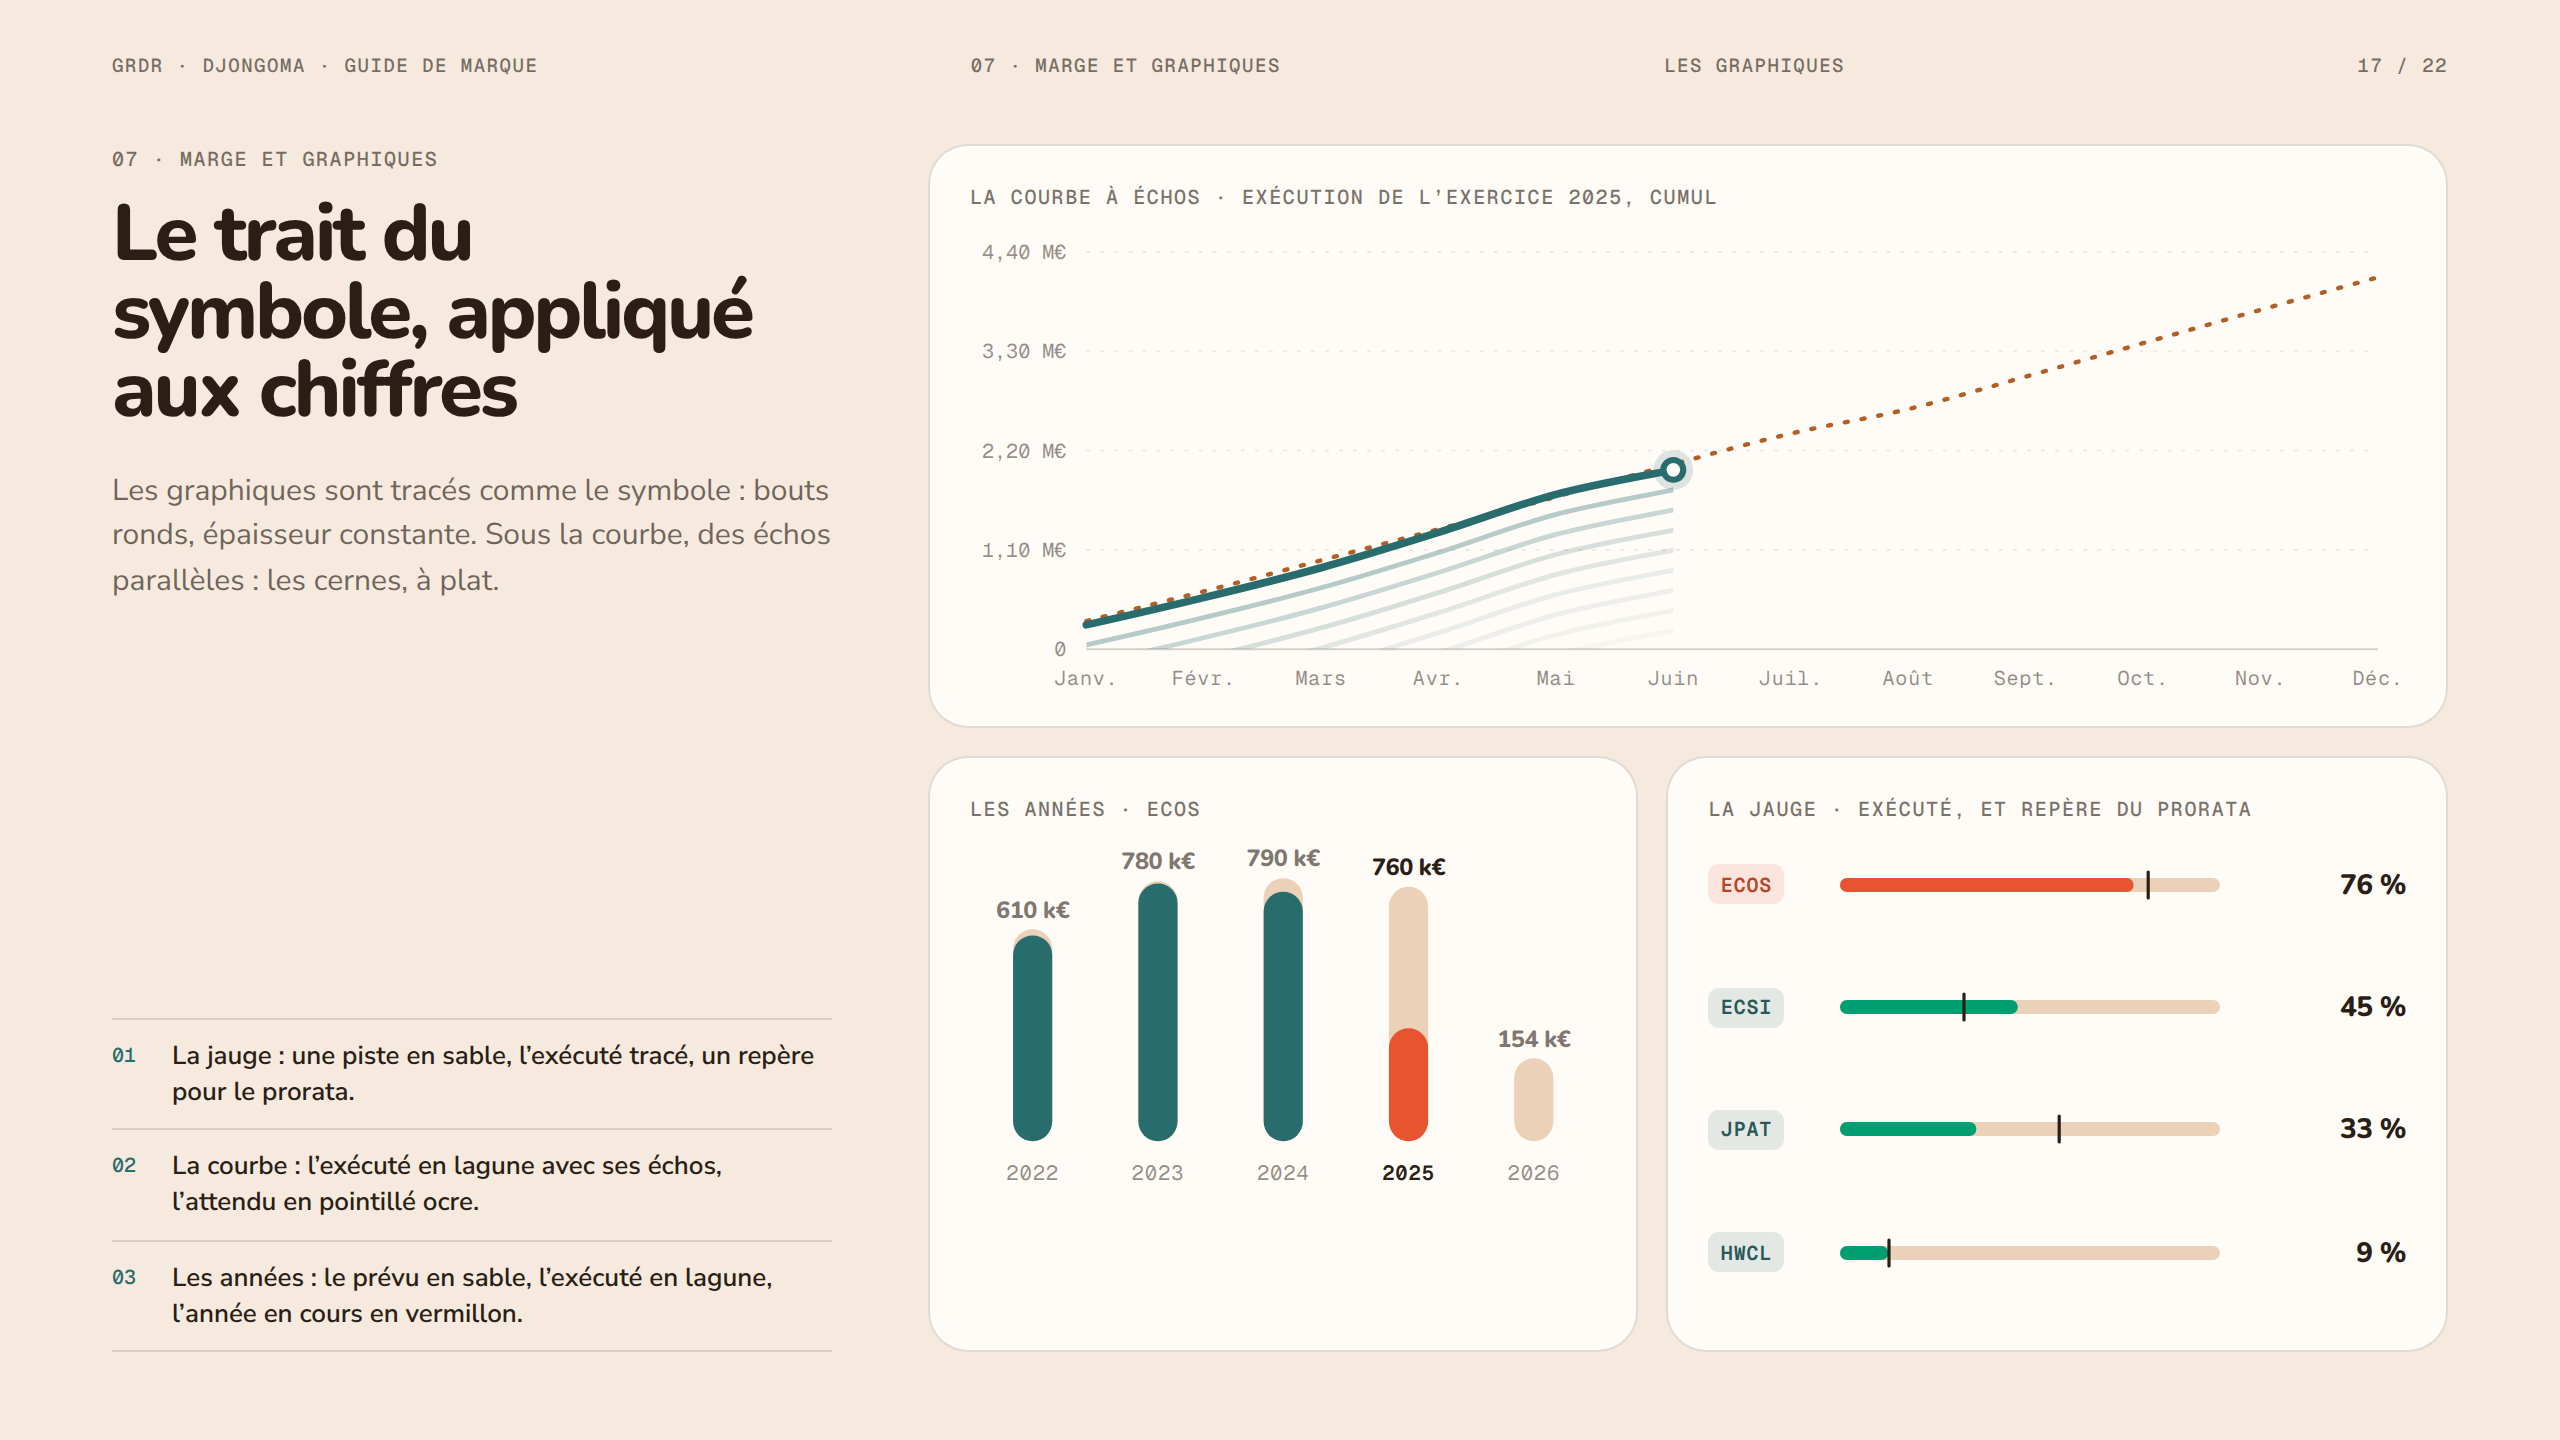 GRDR · DJONGOMA · GUIDE DE MARQUE
07 · MARGE ET GRAPHIQUES
LES GRAPHIQUES
17 / 22
07 · MARGE ET GRAPHIQUES
Le trait du
symbole, appliqué
aux chiffres
Les graphiques sont tracés comme le symbole : bouts
ronds, épaisseur constante. Sous la courbe, des échos
parallèles : les cernes, à plat.
01 La jauge : une piste en sable, l’exécuté tracé, un repère
pour le prorata.
02 La courbe : l’exécuté en lagune avec ses échos,
l’attendu en pointillé ocre.
03 Les années : le prévu en sable, l’exécuté en lagune,
l’année en cours en vermillon.
LA COURBE À ÉCHOS · EXÉCUTION DE L’EXERCICE 2025, CUMUL
4,40 M€
3,30 M€
2,20 M€
1,10 M€
0
Janv. Févr. Mars Avr. Mai Juin Juil. Août Sept. Oct. Nov. Déc.
LES ANNÉES · ECOS
610 k€ 780 k€ 790 k€ 760 k€ 154 k€
2022 2023 2024 2025 2026
LA JAUGE · EXÉCUTÉ, ET REPÈRE DU PRORATA
ECOS 76 %
ECSI 45 %
JPAT 33 %
HWCL 9 %